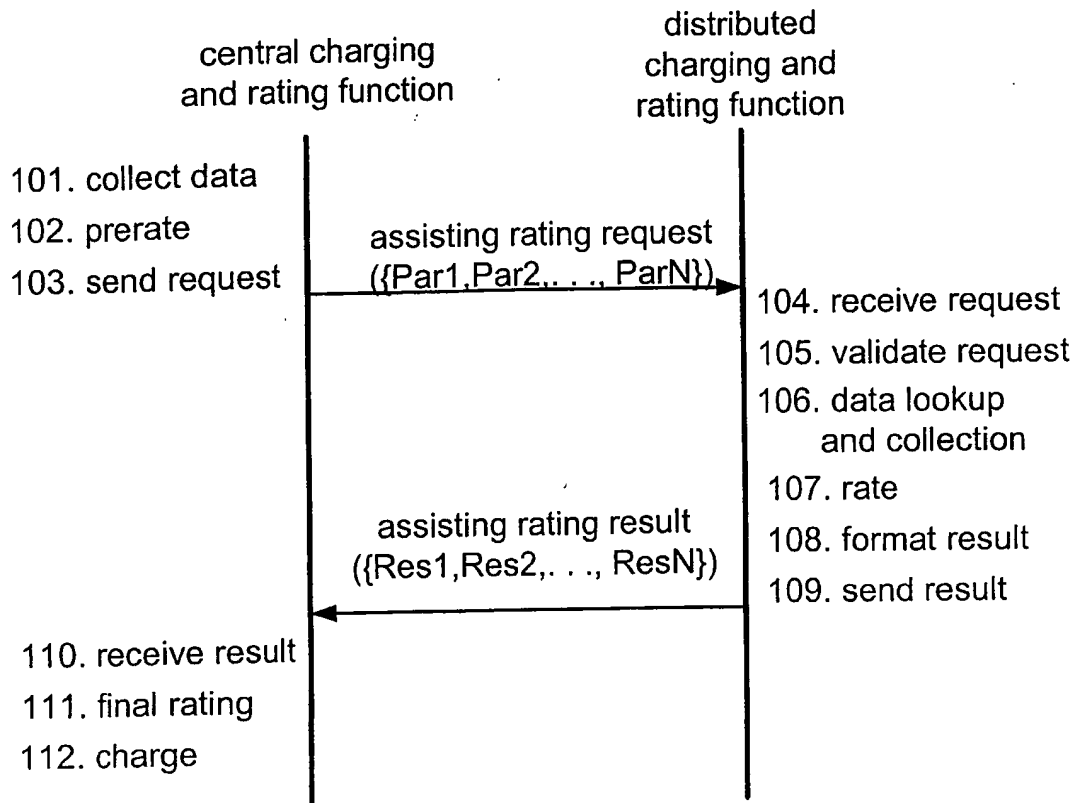 central charging
and rating function
distributed
charging and
rating function
101. collect data
102. prerate
103. send request
assisting rating request
({Par1,Par2,. . ., ParN})
104. receive request
105. validate request
106. data lookup
and collection
107. rate
108. format result
109. send result
assisting rating result
({Res1,Res2,. . ., ResN})
110. receive result
111. final rating
112. charge